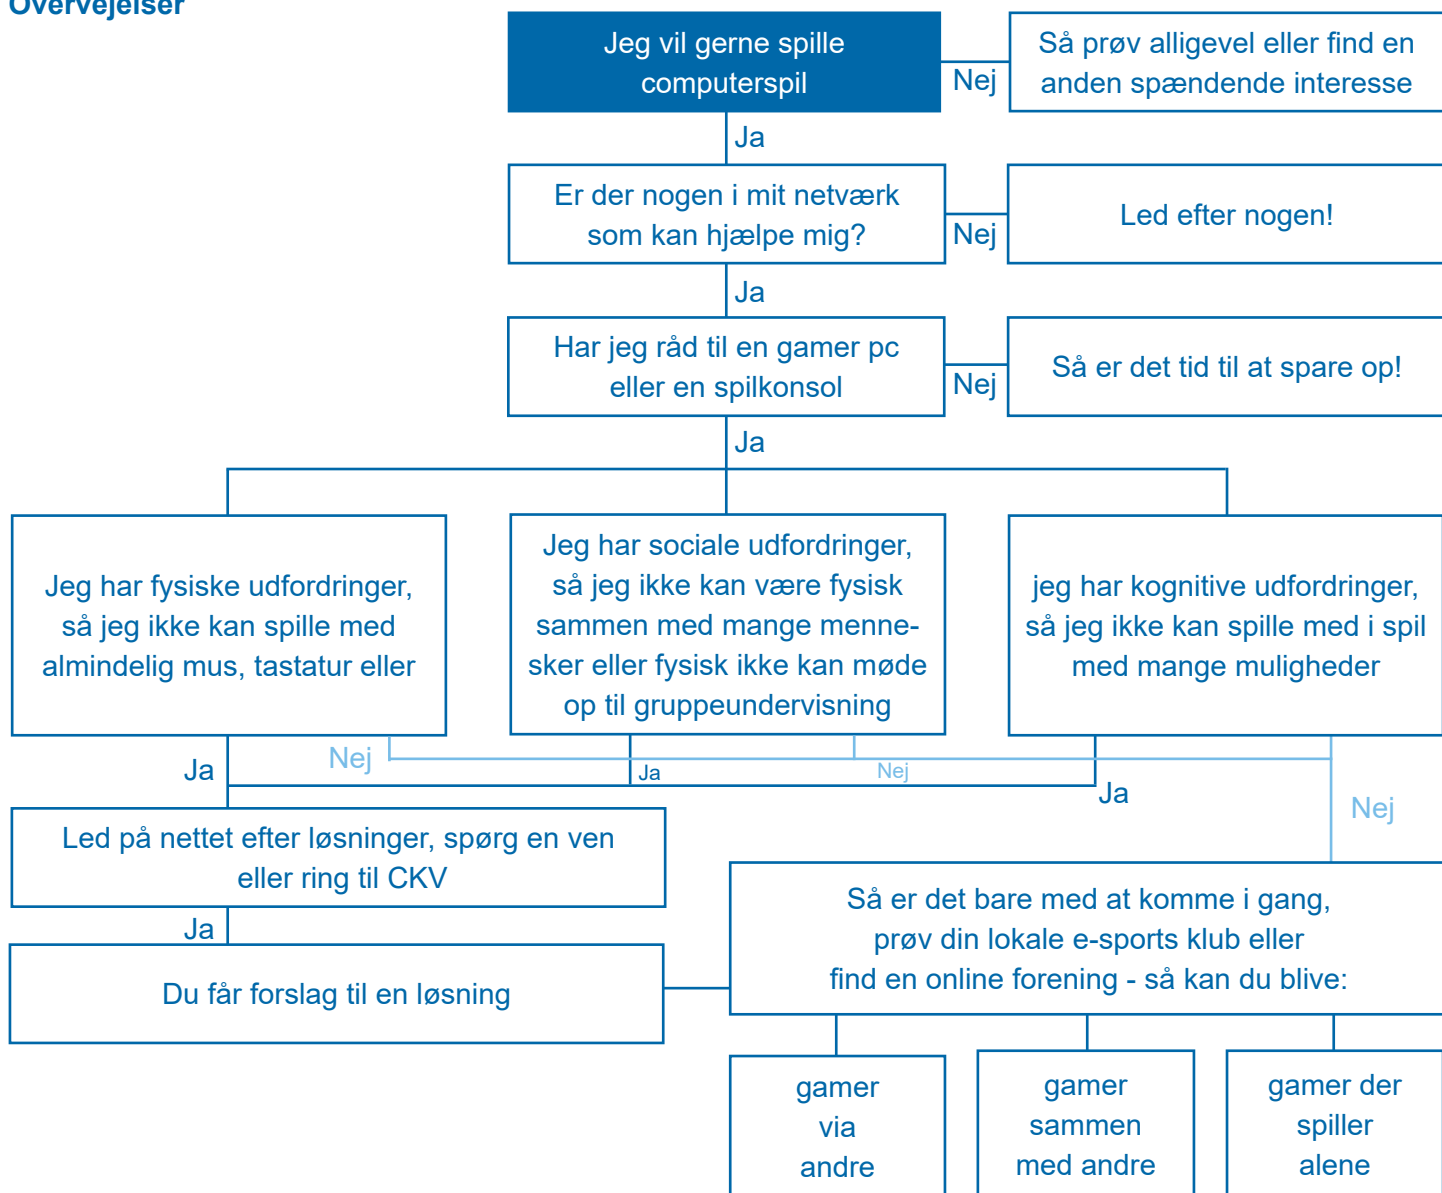 Overvejelser
Jeg vil gerne spille
computerspil
Nej
Så prøv alligevel eller find en
anden spændende interesse
Ja
Er der nogen i mit netværk
som kan hjælpe mig?
Nej
Led efter nogen!
Ja
Har jeg råd til en gamer pc
eller en spilkonsol
Nej
Så er det tid til at spare op!
Ja
Jeg har fysiske udfordringer,
så jeg ikke kan spille med
almindelig mus, tastatur eller
Jeg har sociale udfordringer,
så jeg ikke kan være fysisk
sammen med mange menne-
sker eller fysisk ikke kan møde
op til gruppeundervisning
jeg har kognitive udfordringer,
så jeg ikke kan spille med i spil
med mange muligheder
Ja
Nej
Ja
Nej
Ja
Nej
Led på nettet efter løsninger, spørg en ven
eller ring til CKV
Ja
Du får forslag til en løsning
Så er det bare med at komme i gang,
prøv din lokale e-sports klub eller
find en online forening - så kan du blive:
gamer
via
andre
gamer
sammen
med andre
gamer der
spiller
alene